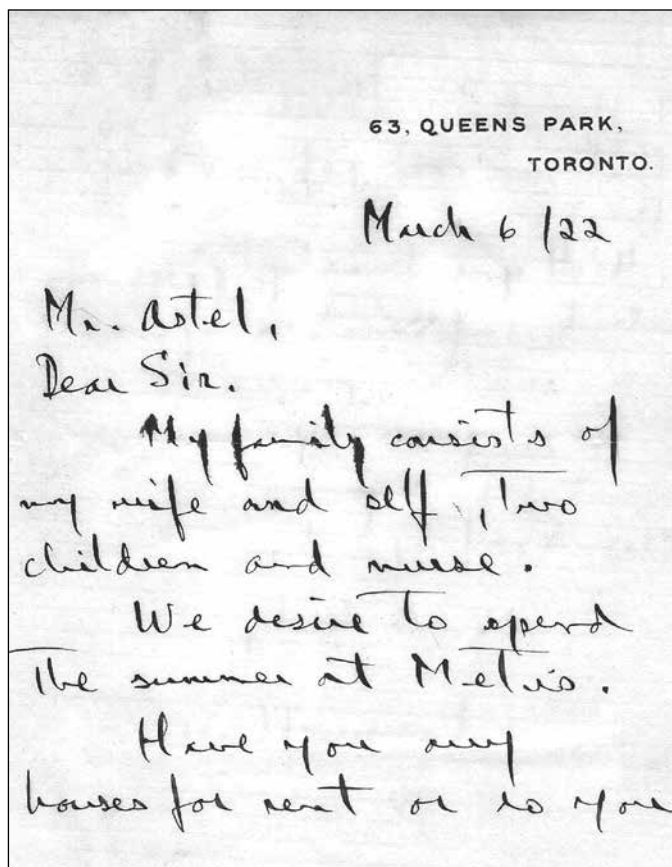 63, QUEENS PARK,
TORONTO.
March 6/22
Mr. Astel,
Dear Sir.
My family consists of
my wife and self, two
children and nurse.
We desire to spend
the summer at Metis.
Have you any
houses for rent or do you